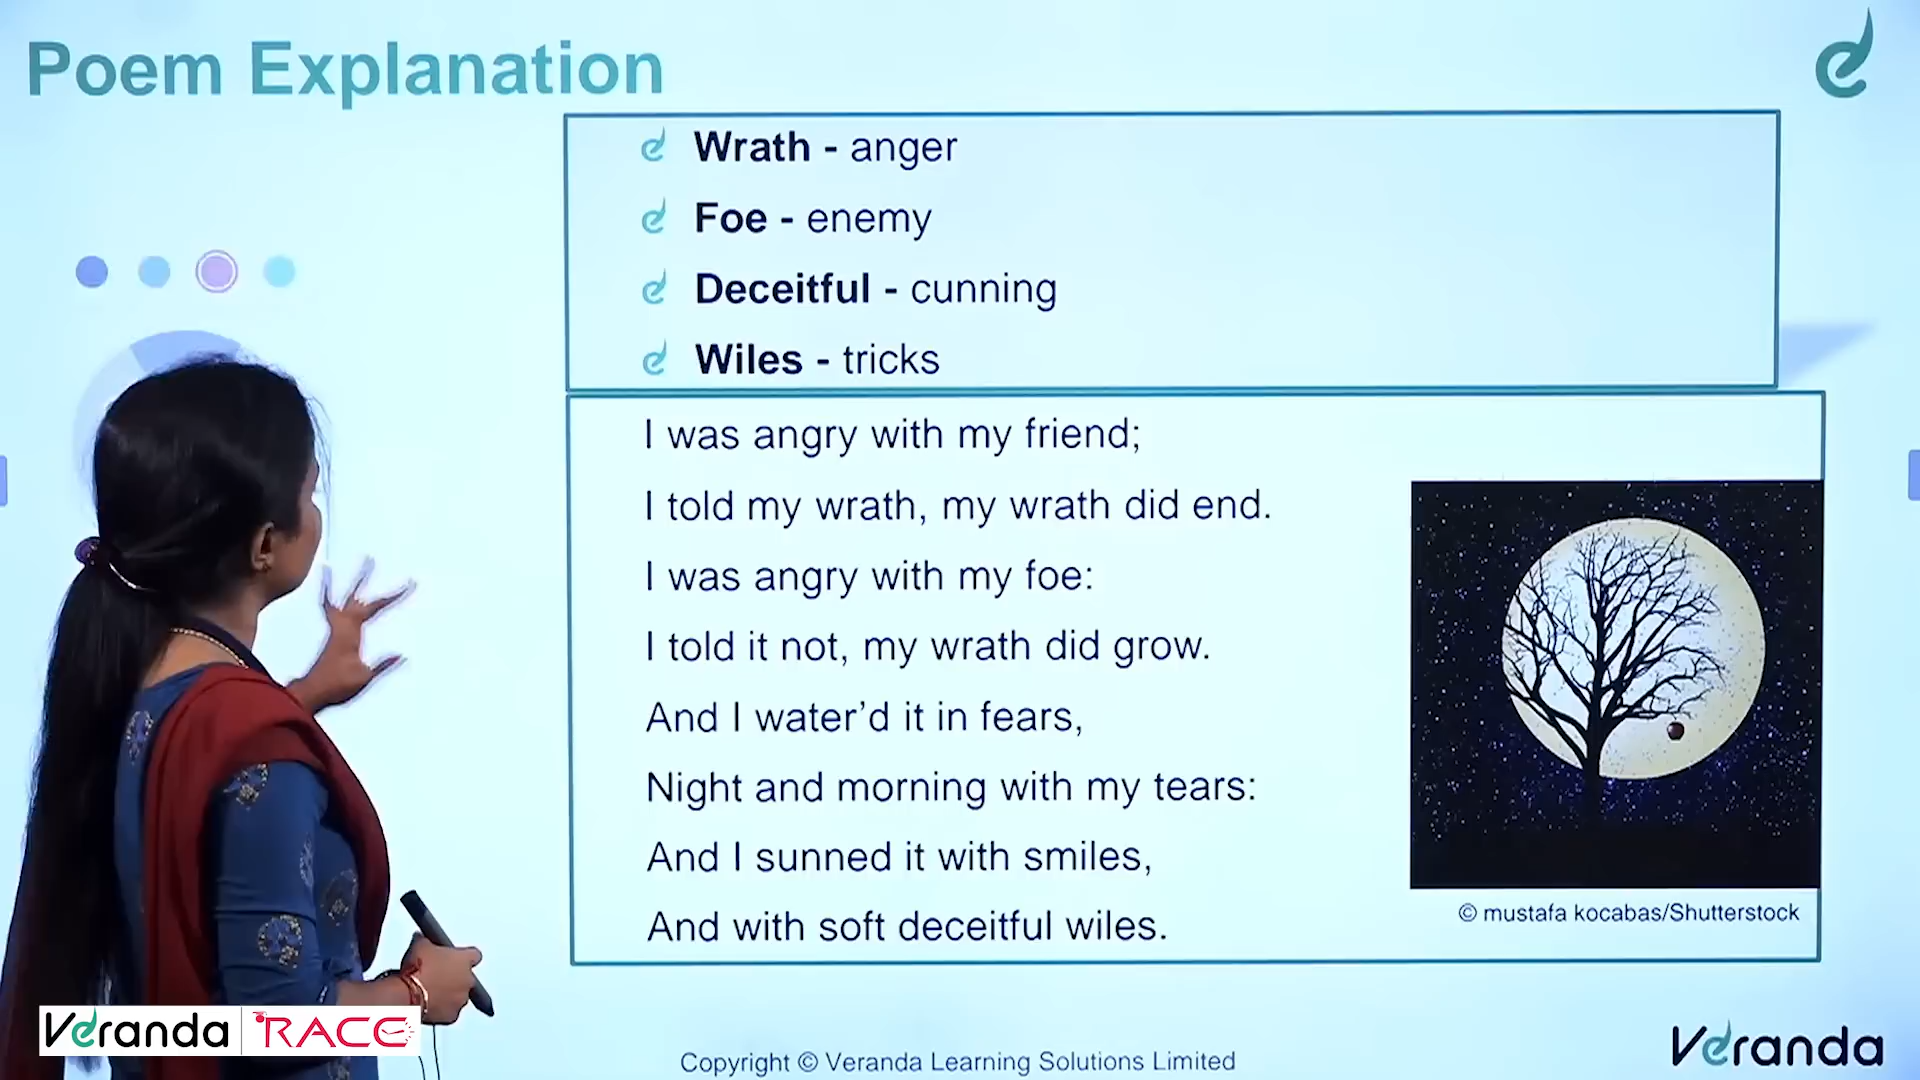 Poem Explanation
Wrath - anger
Foe - enemy
Deceitful - cunning
Wiles - tricks
I was angry with my friend;
I told my wrath, my wrath did end.
I was angry with my foe:
I told it not, my wrath did grow.
And I water’d it in fears,
Night and morning with my tears:
And I sunned it with smiles,
And with soft deceitful wiles.
© mustafa kocabas/Shutterstock
Veranda RACE
Copyright © Veranda Learning Solutions Limited
Veranda